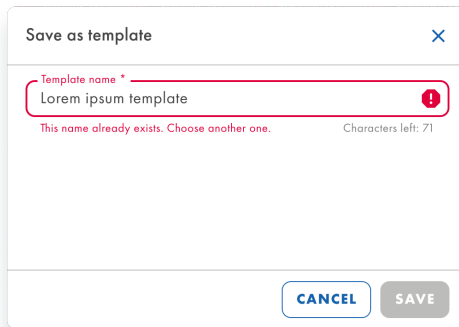 Save as template
Template name *
Lorem ipsum template
This name already exists. Choose another one.
Characters left: 71
CANCEL
SAVE